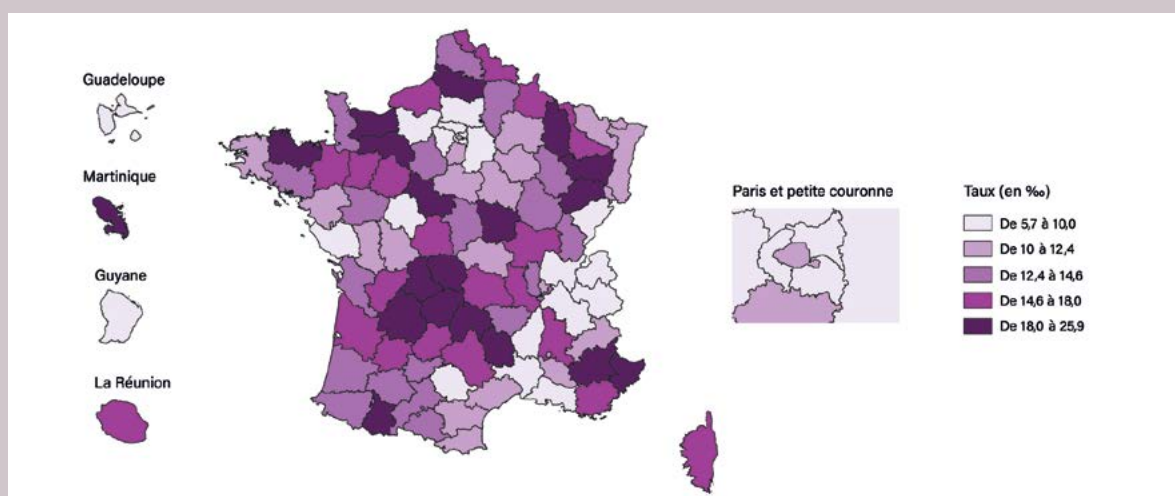 Guadeloupe
Martinique
Guyane
La Réunion
Paris et petite couronne
Taux (en ‰)
De 5,7 à 10,0
De 10 à 12,4
De 12,4 à 14,6
De 14,6 à 18,0
De 18,0 à 25,9